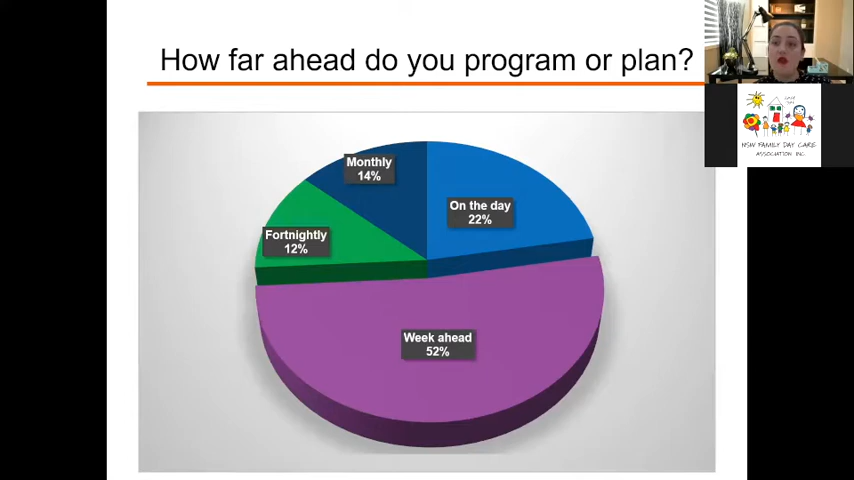 How far ahead do you program or plan?
Monthly
14%
On the day
22%
Fortnightly
12%
Week ahead
52%
NSW FAMILY DAY CARE
ASSOCIATION INC.